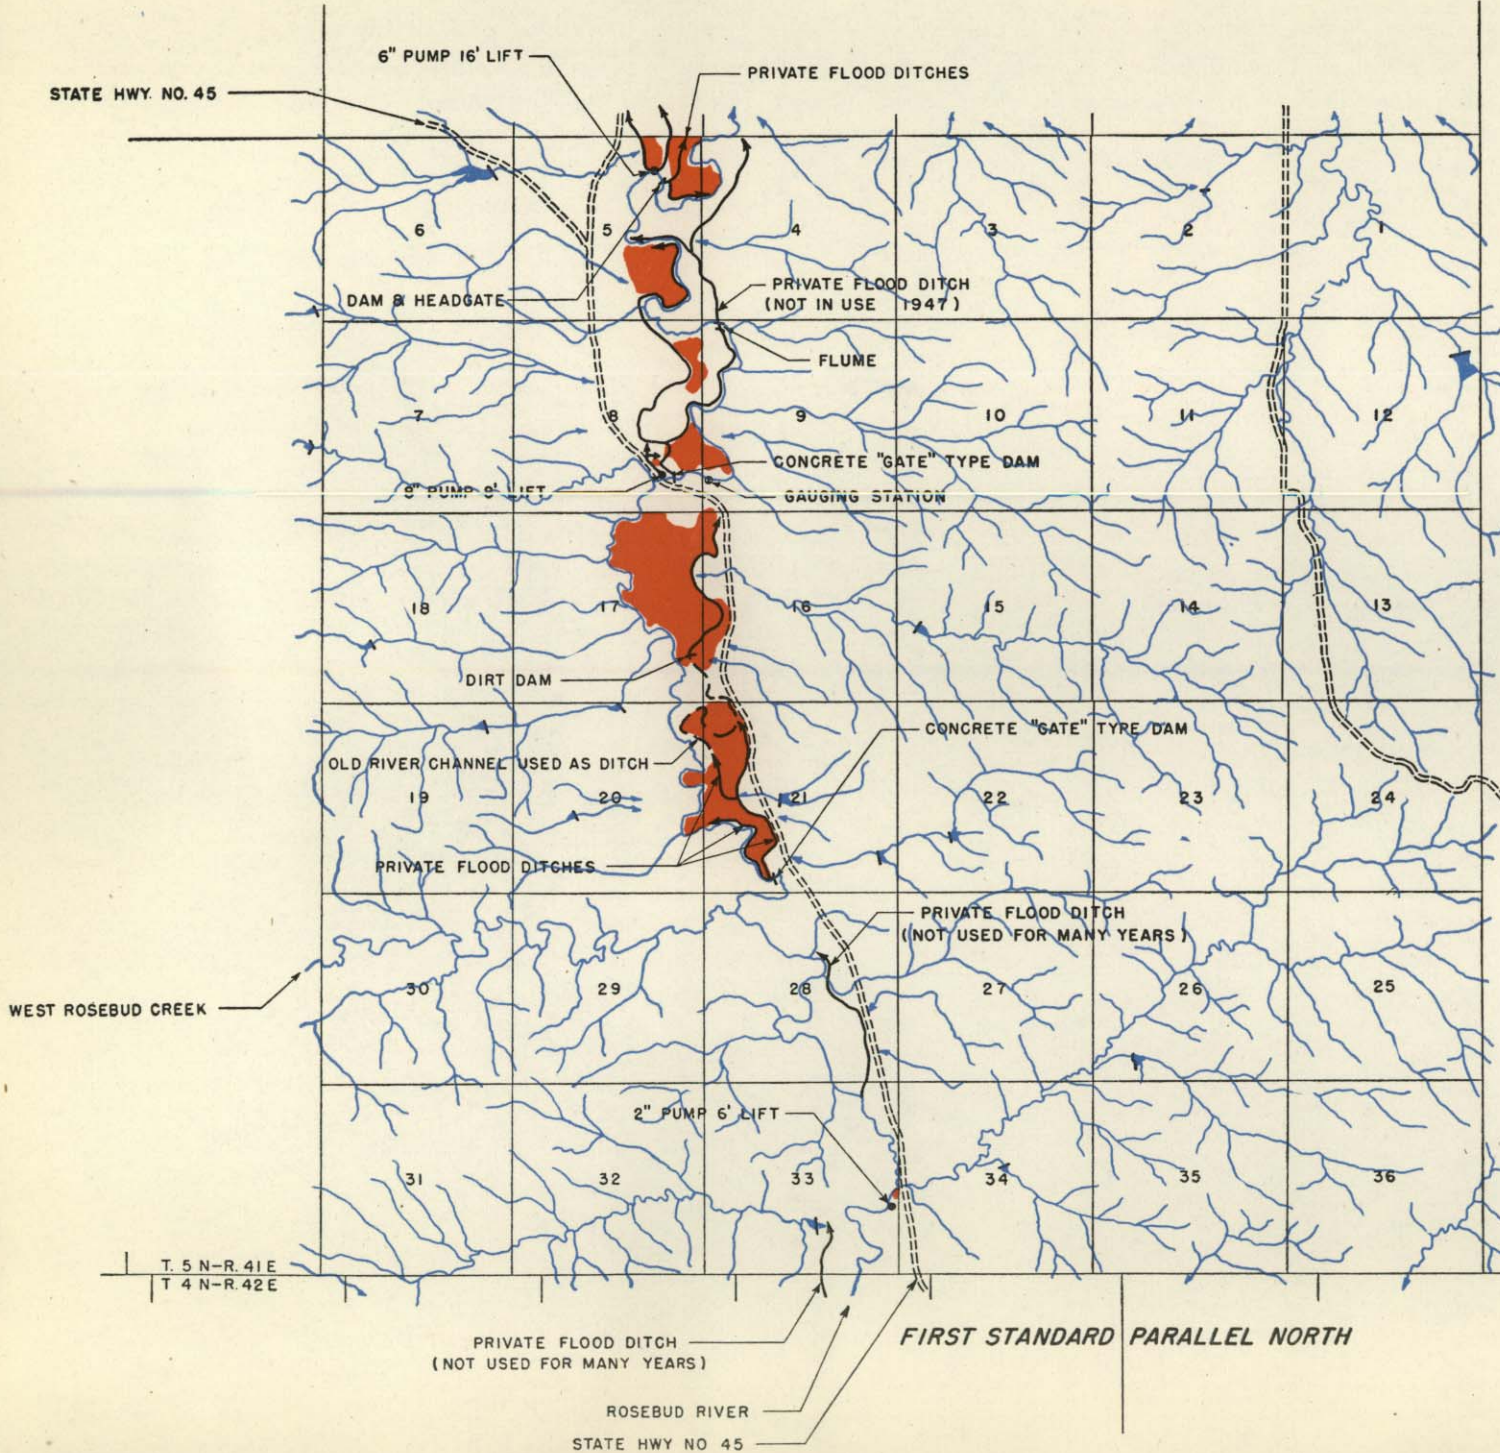 6" PUMP 16' LIFT
PRIVATE FLOOD DITCHES
STATE HWY. NO. 45
6
5
4
3
2
1
DAM & HEADGATE
PRIVATE FLOOD DITCH
(NOT IN USE 1947)
FLUME
7
8
9
10
11
12
CONCRETE "GATE" TYPE DAM
8" PUMP 8' LIFT
GAUGING STATION
18
17
16
15
14
13
DIRT DAM
CONCRETE "GATE" TYPE DAM
OLD RIVER CHANNEL USED AS DITCH
19
20
21
22
23
24
PRIVATE FLOOD DITCHES
PRIVATE FLOOD DITCH
(NOT USED FOR MANY YEARS)
30
29
28
27
26
25
WEST ROSEBUD CREEK
2" PUMP 6' LIFT
31
32
33
34
35
36
T. 5 N-R. 41 E
T 4 N-R. 42 E
PRIVATE FLOOD DITCH
(NOT USED FOR MANY YEARS)
FIRST STANDARD PARALLEL NORTH
ROSEBUD RIVER
STATE HWY NO 45